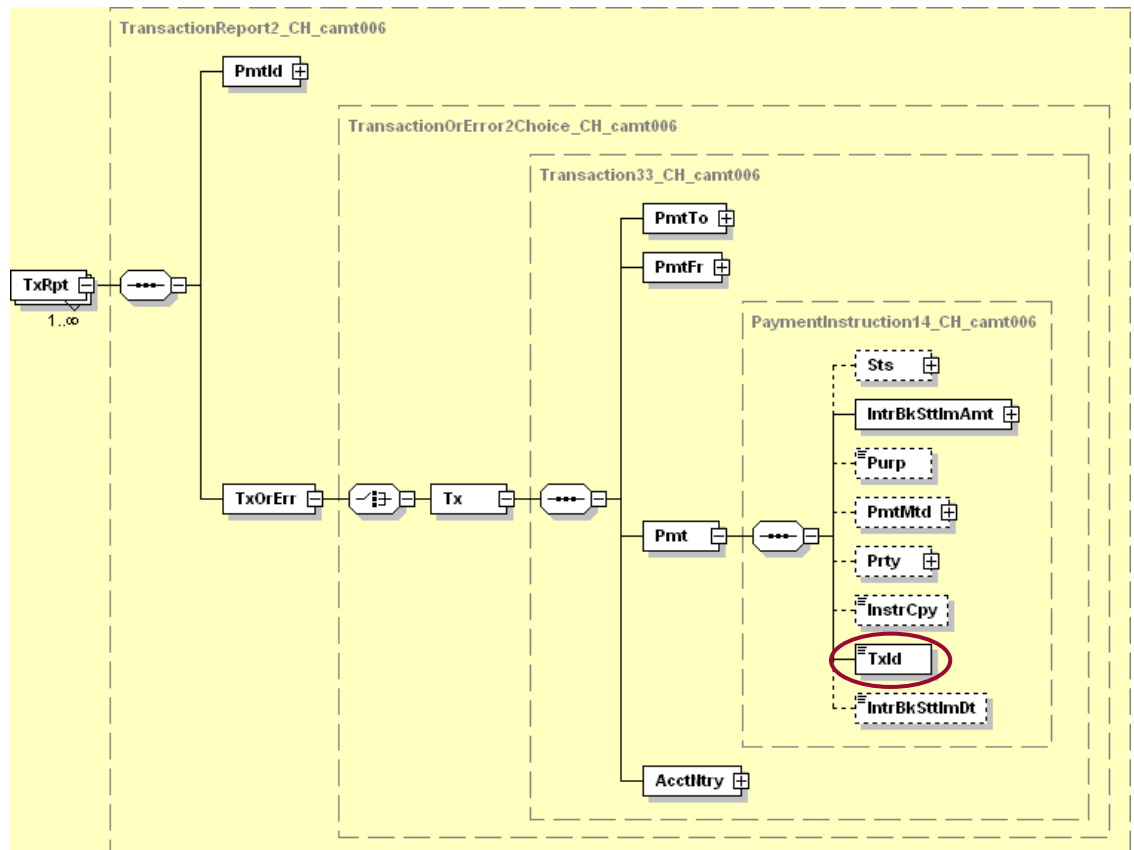 TransactionReport2_CH_camt006
PmtId
TransactionOrError2Choice_CH_camt006
Transaction33_CH_camt006
PmtTo
PmtFr
TxRpt
1..∞
PaymentInstruction14_CH_camt006
Sts
IntrBkSttlmAmt
Purp
TxOrErr
Tx
PmtMtd
Pmt
Prty
InstrCpy
TxId
IntrBkSttlmDt
AcctNtry